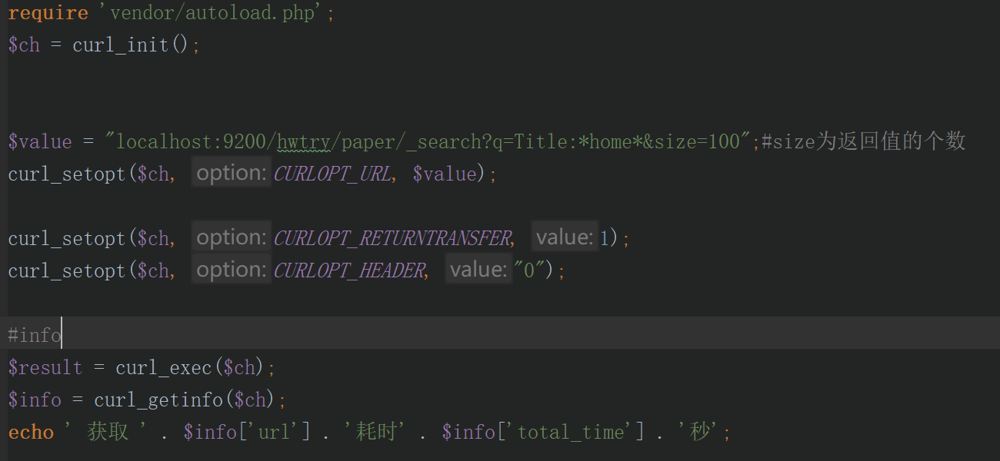 require 'vendor/autoload.php';
$ch = curl_init();
$value = "localhost:9200/hwtry/paper/_search?q=Title:*home*&size=100";#size为返回值的个数
curl_setopt($ch, option: CURLOPT_URL, $value);
curl_setopt($ch, option: CURLOPT_RETURNTRANSFER, value: 1);
curl_setopt($ch, option: CURLOPT_HEADER, value: "0");
#info
$result = curl_exec($ch);
$info = curl_getinfo($ch);
echo ' 获取 ' . $info['url'] . '耗时' . $info['total_time'] . '秒';